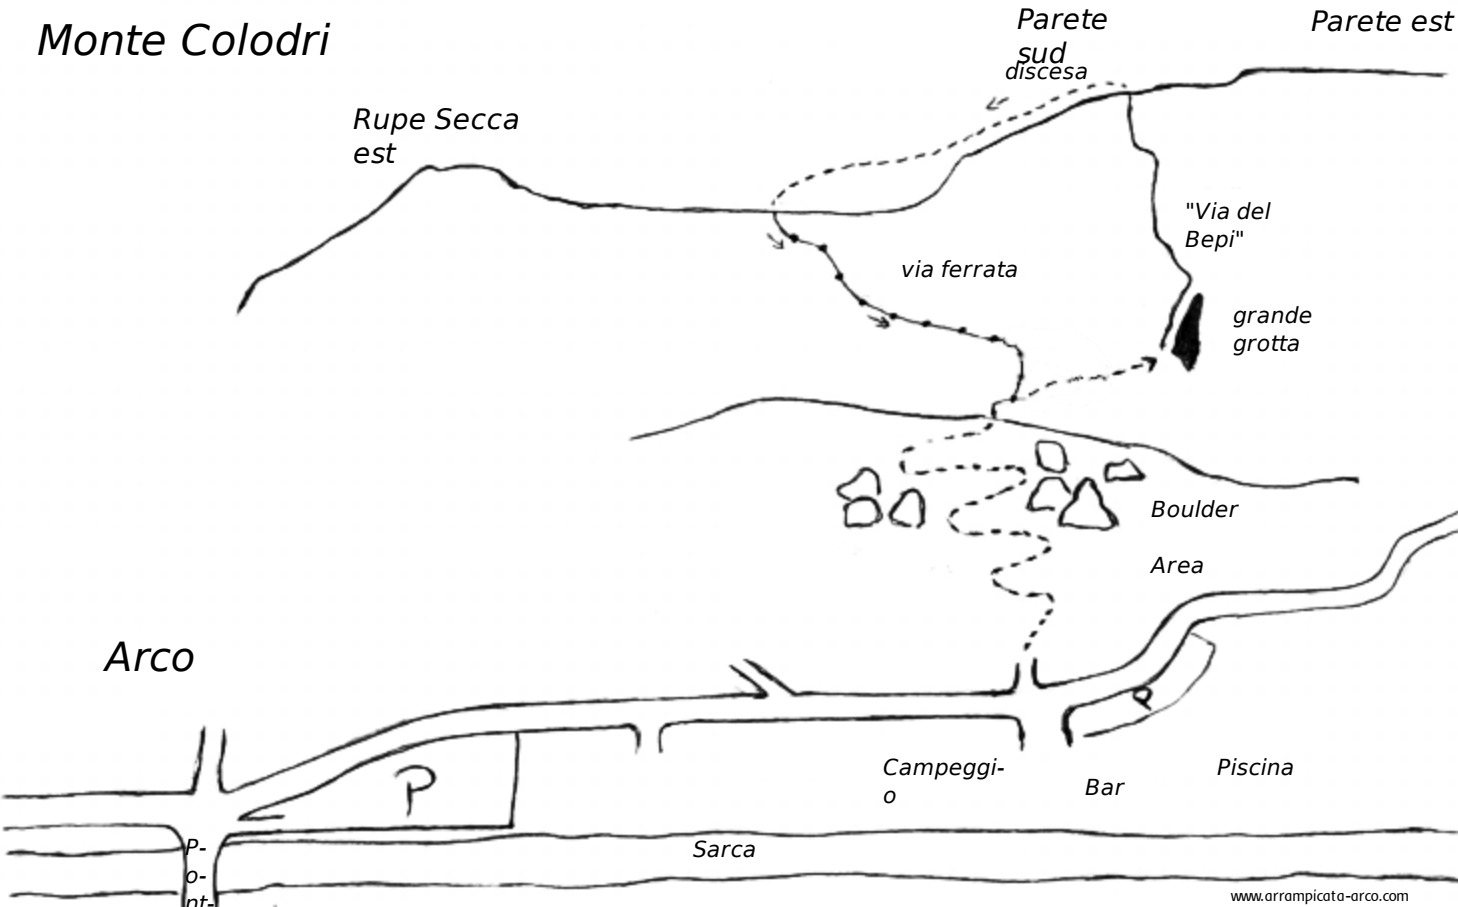 Monte Colodri
Parete
sud
Parete est
discesa
Rupe Secca
est
"Via del
Bepi"
via ferrata
grande
grotta
Boulder
Area
Arco
P
P
Campeggi-
o
Bar
Piscina
P-
o-
nt-
Sarca
www.arrampicata-arco.com